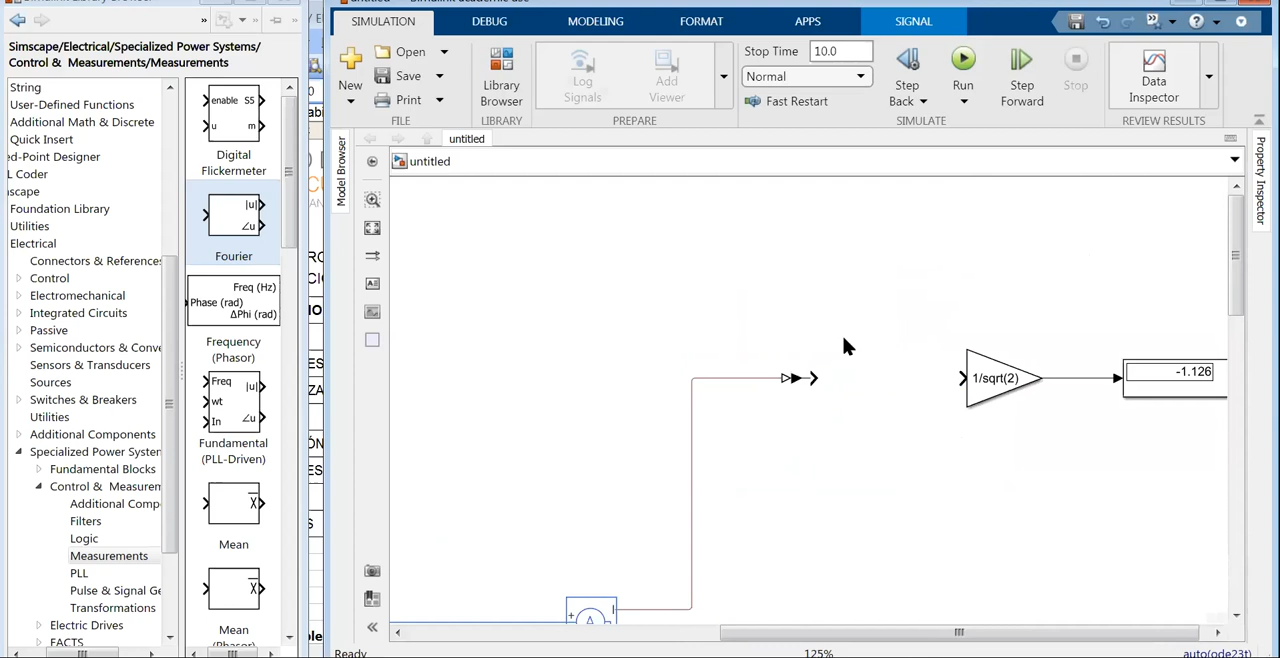 Simscape/Electrical/Specialized Power Systems/
Control & Measurements/Measurements
String
User-Defined Functions
Additional Math & Discrete
Quick Insert
ed-Point Designer
L Coder
nscape
Foundation Library
Utilities
Electrical
Connectors & References
Control
Electromechanical
Integrated Circuits
Passive
Semiconductors & Conve
Sensors & Transducers
Sources
Switches & Breakers
Utilities
Additional Components
Specialized Power System
Fundamental Blocks
Control & Measurem
Additional Comp
Filters
Logic
Measurements
PLL
Pulse & Signal Ge
Transformations
Electric Drives
FACTS
enable S5
u m
Digital
Flickermeter
|u|
∠u
Fourier
Freq (Hz)
Phase (rad)
ΔPhi (rad)
Frequency
(Phasor)
Freq |u|
wt
In ∠u
Fundamental
(PLL-Driven)
X
Mean
X
Mean
(Phasor)
SIMULATION DEBUG MODELING FORMAT APPS SIGNAL
New
Open
Save
Print
FILE
Library
Browser
LIBRARY
Log
Signals
Add
Viewer
PREPARE
Stop Time 10.0
Normal
Fast Restart
Step
Back
Run
Step
Forward
Stop
SIMULATE
Data
Inspector
REVIEW RESULTS
Model Browser
untitled
untitled
Property Inspector
1/sqrt(2)
-1.126
+
A
I
Ready
125%
auto(ode23t)